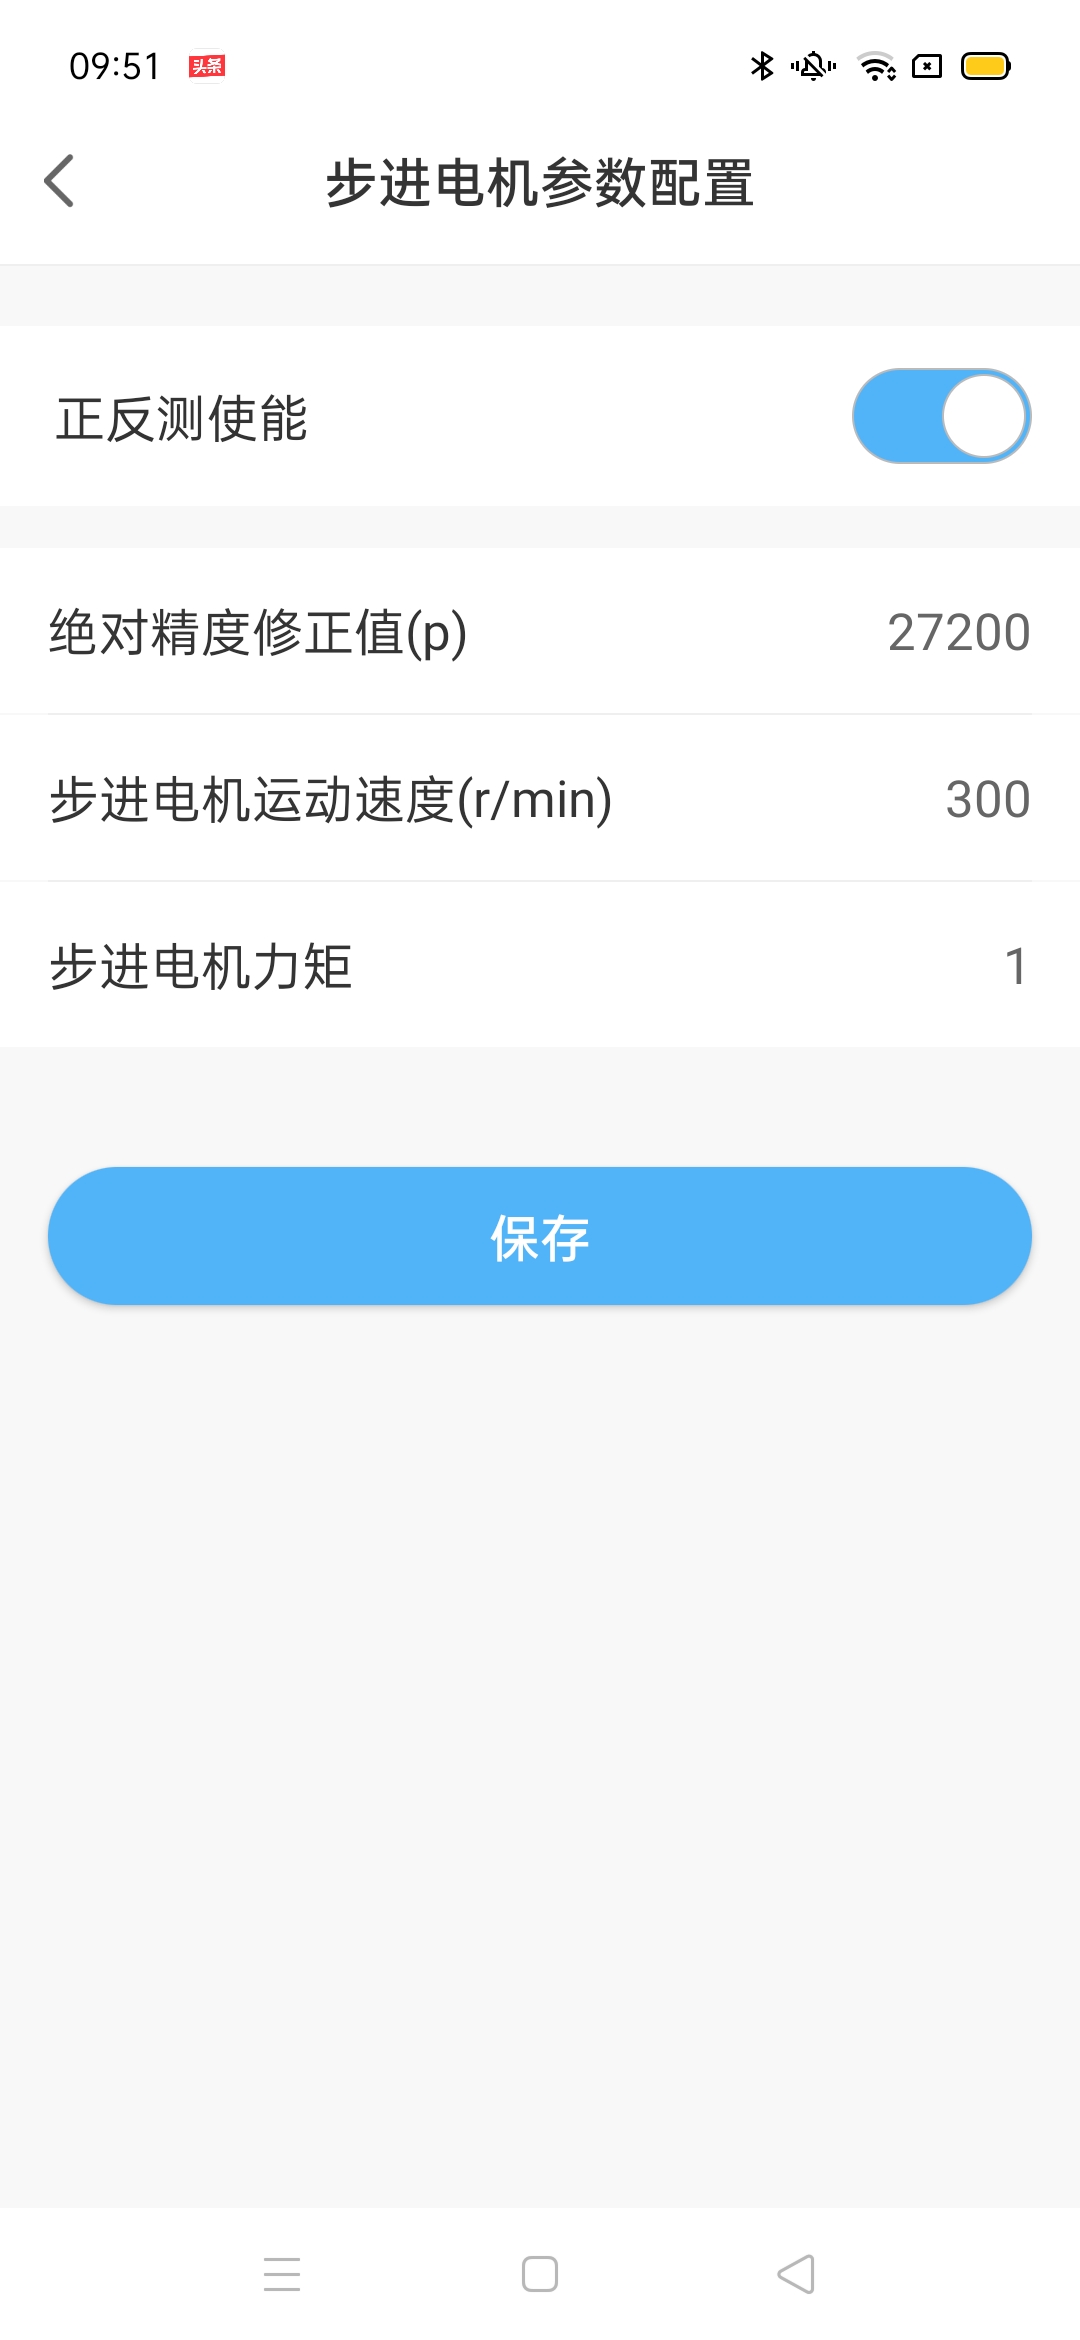 09:51 头条
步进电机参数配置
正反测使能
绝对精度修正值(p) 27200
步进电机运动速度(r/min) 300
步进电机力矩 1
保存